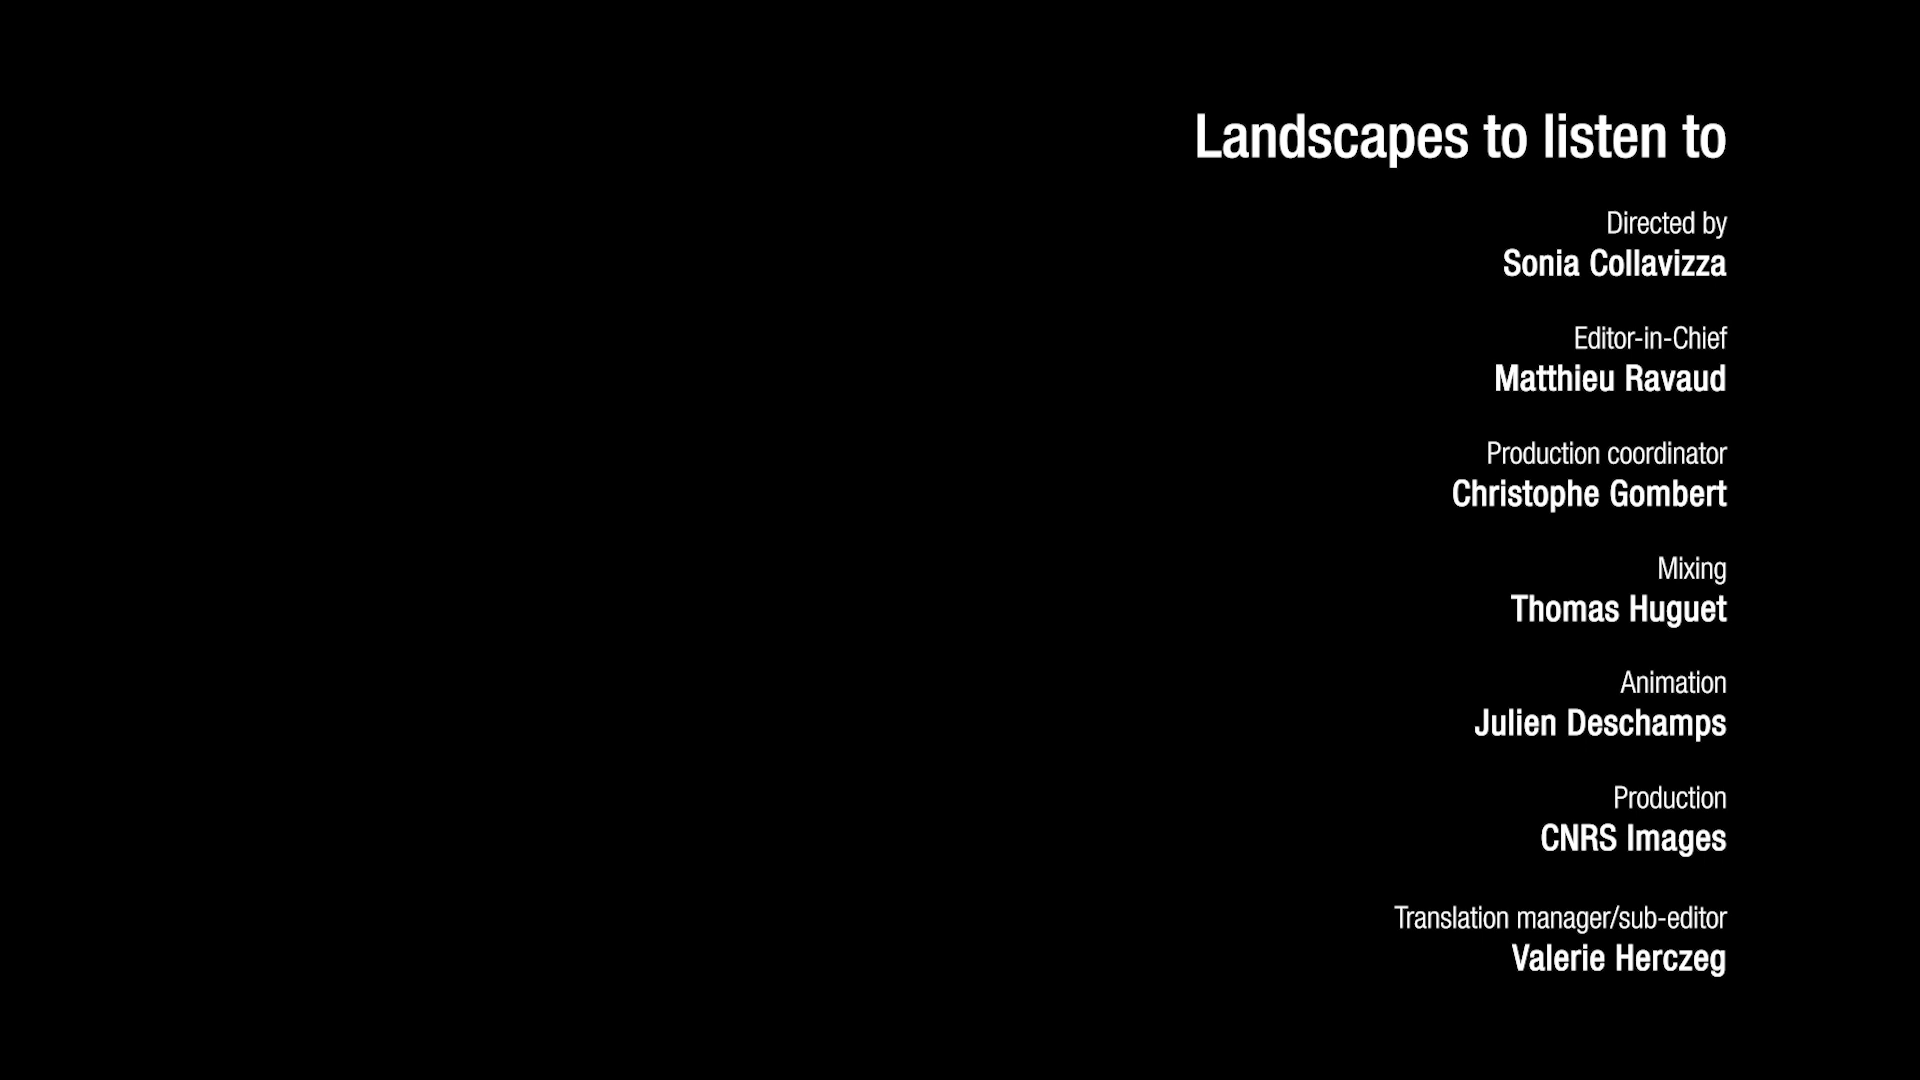 Landscapes to listen to
Directed by
Sonia Collavizza
Editor-in-Chief
Matthieu Ravaud
Production coordinator
Christophe Gombert
Mixing
Thomas Huguet
Animation
Julien Deschamps
Production
CNRS Images
Translation manager/sub-editor
Valerie Herczeg